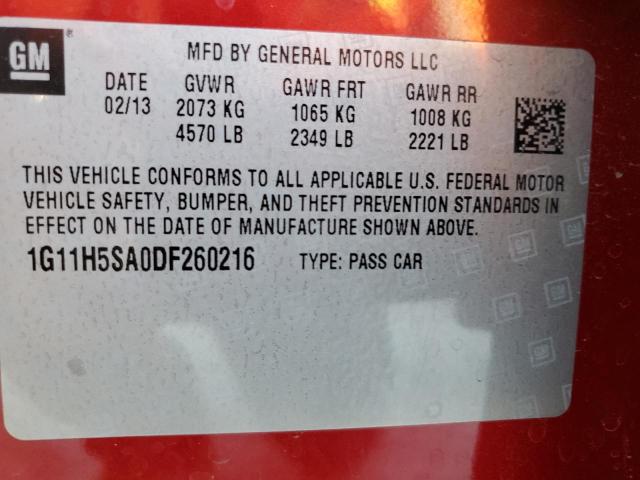 GM ®
MFD BY GENERAL MOTORS LLC
DATE GVWR GAWR FRT GAWR RR
02/13 2073 KG 1065 KG 1008 KG
4570 LB 2349 LB 2221 LB
THIS VEHICLE CONFORMS TO ALL APPLICABLE U.S. FEDERAL MOTOR
VEHICLE SAFETY, BUMPER, AND THEFT PREVENTION STANDARDS IN
EFFECT ON THE DATE OF MANUFACTURE SHOWN ABOVE.
1G11H5SA0DF260216 TYPE: PASS CAR